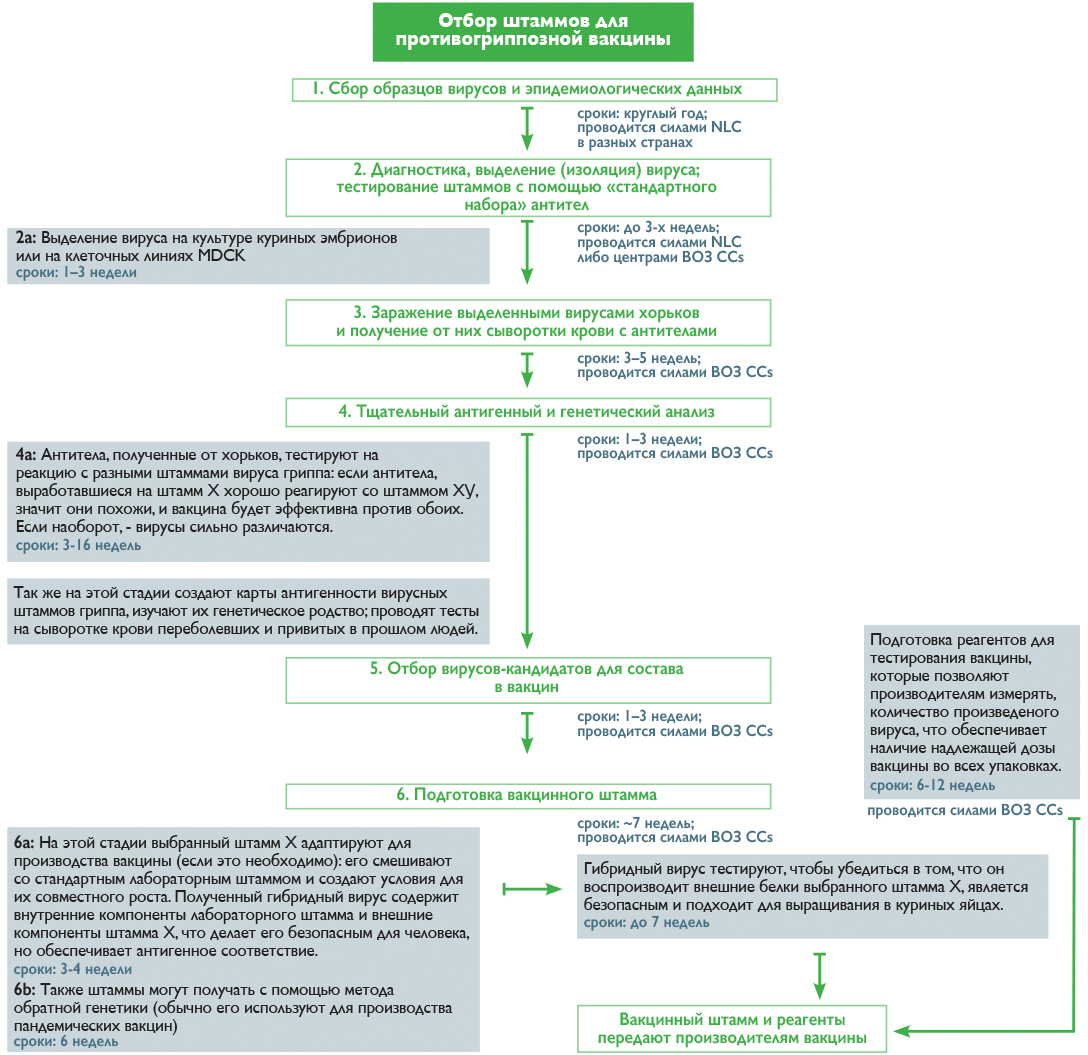 Отбор штаммов для
противогриппозной вакцины
1. Сбор образцов вирусов и эпидемиологических данных
сроки: круглый год;
проводится силами NLC
в разных странах
2. Диагностика, выделение (изоляция) вируса;
тестирование штаммов с помощью «стандартного
набора» антител
2а: Выделение вируса на культуре куриных эмбрионов
или на клеточных линиях MDCK
сроки: 1–3 недели
сроки: до 3-х недель;
проводится силами NLC
либо центрами ВОЗ CCs
3. Заражение выделенными вирусами хорьков
и получение от них сыворотки крови с антителами
сроки: 3–5 недель;
проводится силами ВОЗ CCs
4. Тщательный антигенный и генетический анализ
сроки: 1–3 недели;
проводится силами ВОЗ CCs
4а: Антитела, полученные от хорьков, тестируют на
реакцию с разными штаммами вируса гриппа: если антитела,
выработавшиеся на штамм X хорошо реагируют со штаммом ХУ,
значит они похожи, и вакцина будет эффективна против обоих.
Если наоборот, - вирусы сильно различаются.
сроки: 3-16 недель
Так же на этой стадии создают карты антигенности вирусных
штаммов гриппа, изучают их генетическое родство; проводят тесты
на сыворотке крови переболевших и привитых в прошлом людей.
5. Отбор вирусов-кандидатов для состава
в вакцин
сроки: 1–3 недели;
проводится силами ВОЗ CCs
Подготовка реагентов для
тестирования вакцины,
которые позволяют
производителям измерять,
количество произведеного
вируса, что обеспечивает
наличие надлежащей дозы
вакцины во всех упаковках.
сроки: 6-12 недель
проводится силами ВОЗ CCs
6. Подготовка вакцинного штамма
сроки: ~7 недель;
проводится силами ВОЗ CCs
6а: На этой стадии выбранный штамм X адаптируют для
производства вакцины (если это необходимо): его смешивают
со стандартным лабораторным штаммом и создают условия для
их совместного роста. Полученный гибридный вирус содержит
внутренние компоненты лабораторного штамма и внешние
компоненты штамма X, что делает его безопасным для человека,
но обеспечивает антигенное соответствие.
сроки: 3-4 недели
6b: Также штаммы могут получать с помощью метода
обратной генетики (обычно его используют для производства
пандемических вакцин)
сроки: 6 недель
Гибридный вирус тестируют, чтобы убедиться в том, что он
воспроизводит внешние белки выбранного штамма X, является
безопасным и подходит для выращивания в куриных яйцах.
сроки: до 7 недель
Вакцинный штамм и реагенты
передают производителям вакцины